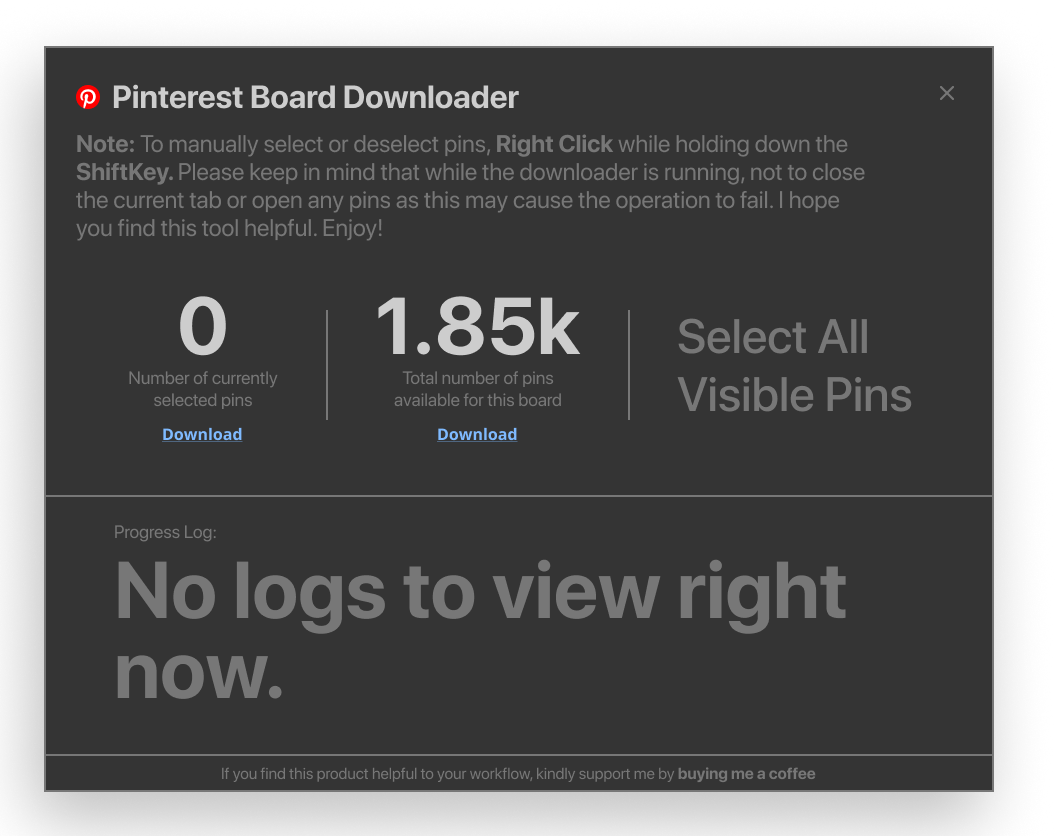 Pinterest Board Downloader
Note: To manually select or deselect pins, Right Click while holding down the
ShiftKey. Please keep in mind that while the downloader is running, not to close
the current tab or open any pins as this may cause the operation to fail. I hope
you find this tool helpful. Enjoy!
0
Number of currently
selected pins
Download
1.85k
Total number of pins
available for this board
Download
Select All
Visible Pins
Progress Log:
No logs to view right
now.
If you find this product helpful to your workflow, kindly support me by buying me a coffee